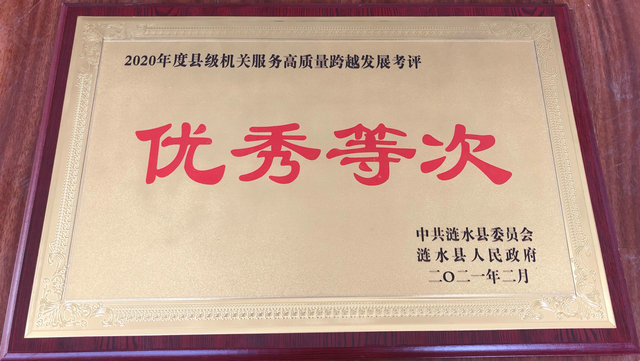 2020年度县级机关服务高质量跨越发展考评
优秀等次
中共涟水县委员会
涟水县人民政府
二〇二一年二月